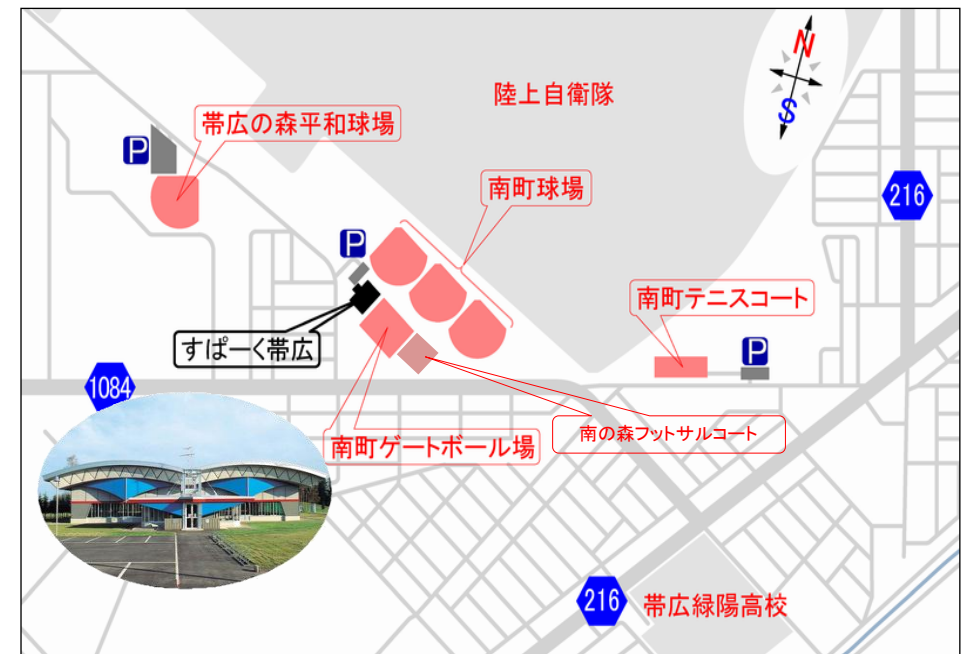 N
S
陸上自衛隊
帯広の森平和球場
P
216
南町球場
P
南町テニスコート
すぱーく帯広
P
1084
南町ゲートボール場
南の森フットサルコート
216
帯広緑陽高校